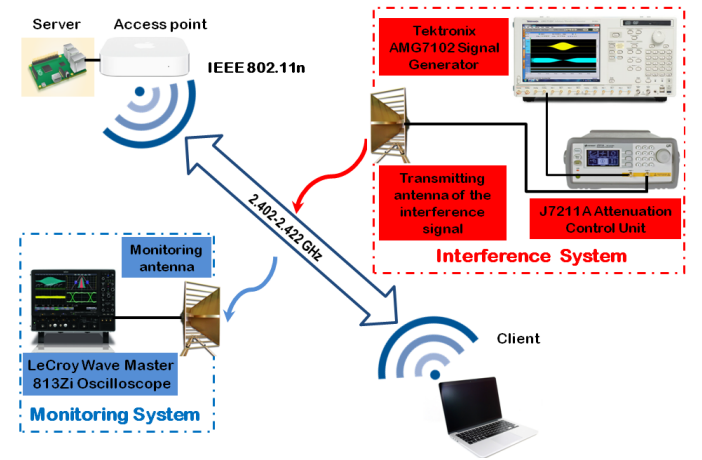 Server
Access point
IEEE 802.11n
Tektronix
AMG7102 Signal
Generator
Transmitting
antenna of the
interference
signal
J7211A Attenuation
Control Unit
Interference System
2.402-2.422 GHz
Monitoring
antenna
LeCroy Wave Master
813Zi Oscilloscope
Monitoring System
Client